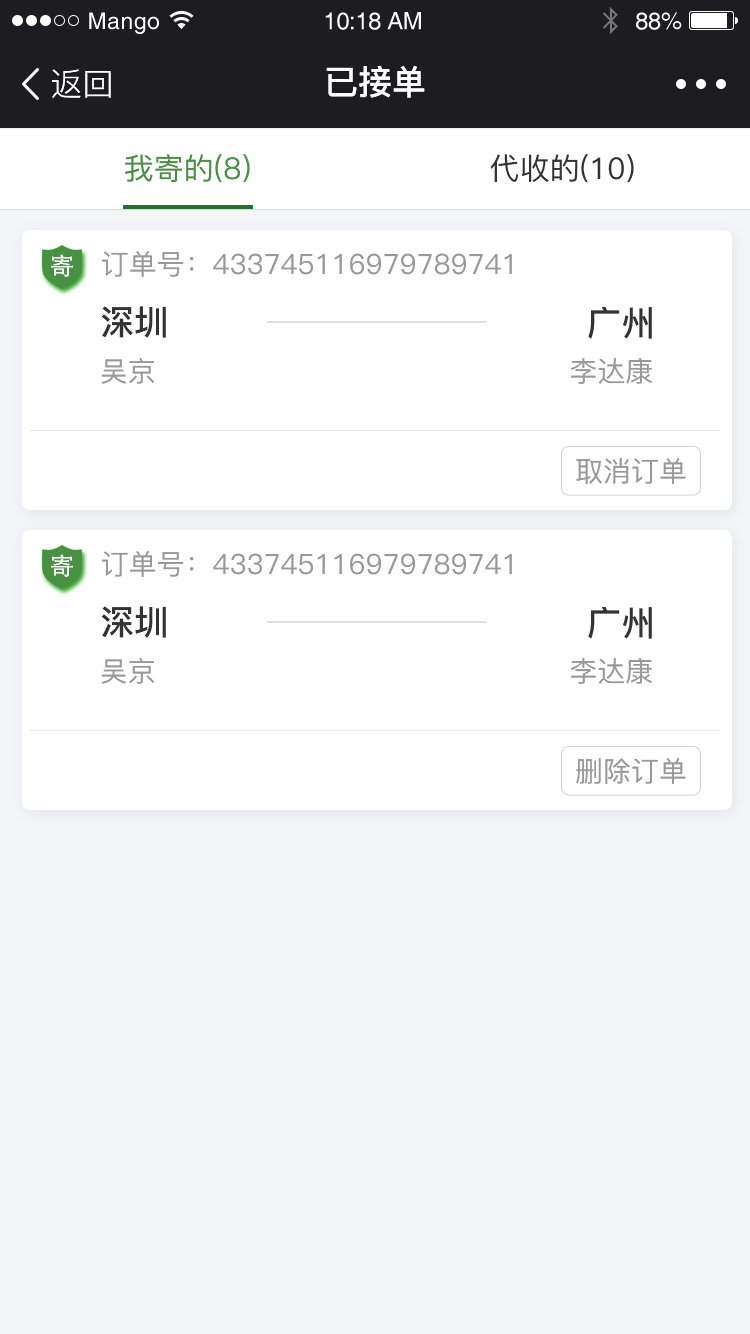 Mango 10:18 AM 88%
返回 已接单
我寄的(8) 代收的(10)
寄 订单号：433745116979789741
深圳 广州
吴京 李达康
取消订单
寄 订单号：433745116979789741
深圳 广州
吴京 李达康
删除订单